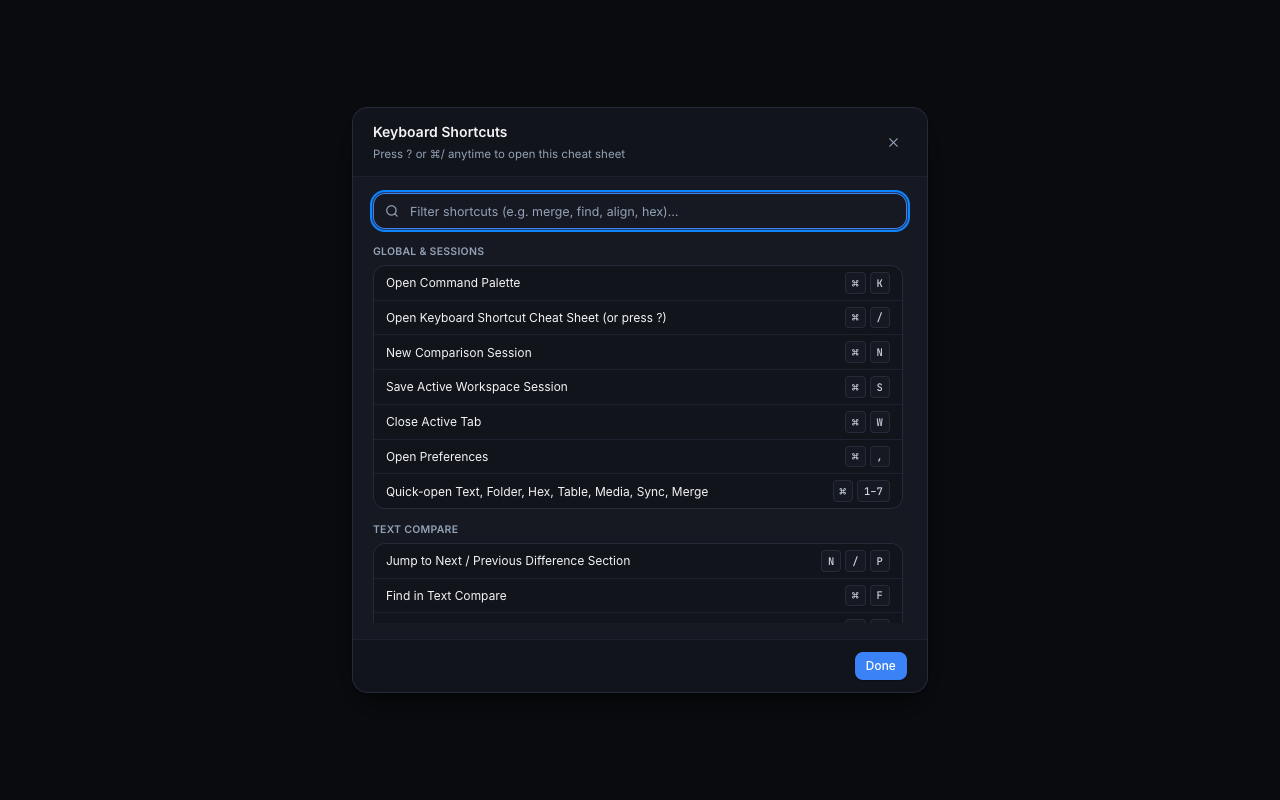 Keyboard Shortcuts
Press ? or ⌘/ anytime to open this cheat sheet
Filter shortcuts (e.g. merge, find, align, hex)...
GLOBAL & SESSIONS
Open Command Palette ⌘ K
Open Keyboard Shortcut Cheat Sheet (or press ?) ⌘ /
New Comparison Session ⌘ N
Save Active Workspace Session ⌘ S
Close Active Tab ⌘ W
Open Preferences ⌘ ,
Quick-open Text, Folder, Hex, Table, Media, Sync, Merge ⌘ 1–7
TEXT COMPARE
Jump to Next / Previous Difference Section N / P
Find in Text Compare ⌘ F
Done